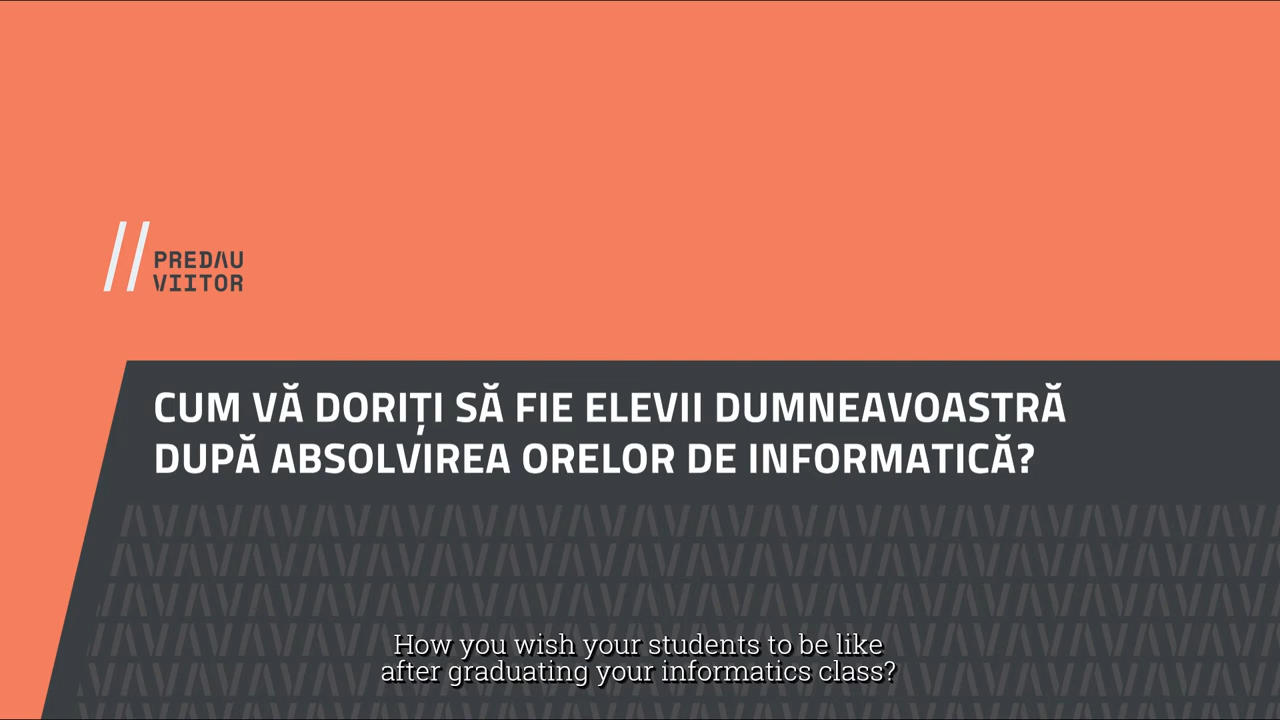 PREDAU
VIITOR
CUM VĂ DORIȚI SĂ FIE ELEVII DUMNEAVOASTRĂ
DUPĂ ABSOLVIREA ORELOR DE INFORMATICĂ?
How you wish your students to be like
after graduating your informatics class?